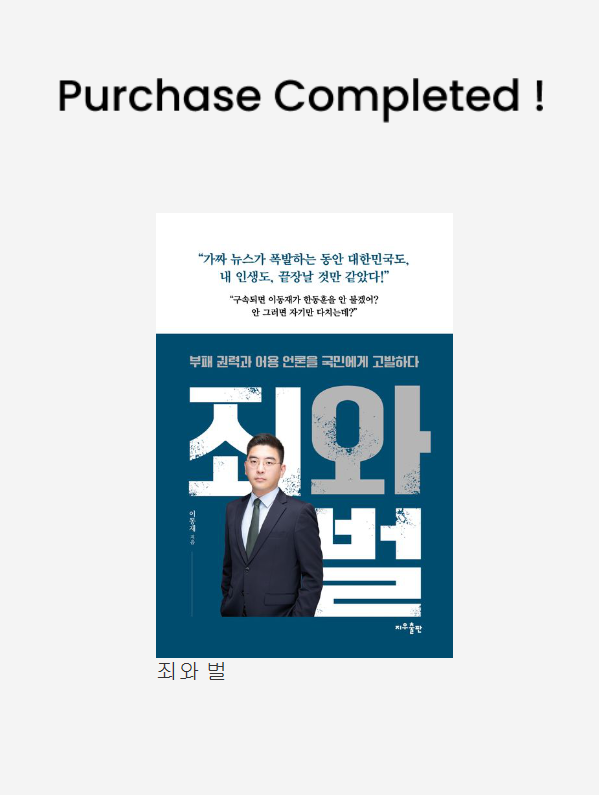 Purchase Completed !
“가짜 뉴스가 폭발하는 동안 대한민국도,
내 인생도, 끝장날 것만 같았다!”
“구속되면 이동재가 한동훈을 안 불겠어?
안 그러면 자기만 다치는데?”
부패 권력과 어용 언론을 국민에게 고발하다
죄와
벌
이동재 지음
지우출판
죄와 벌